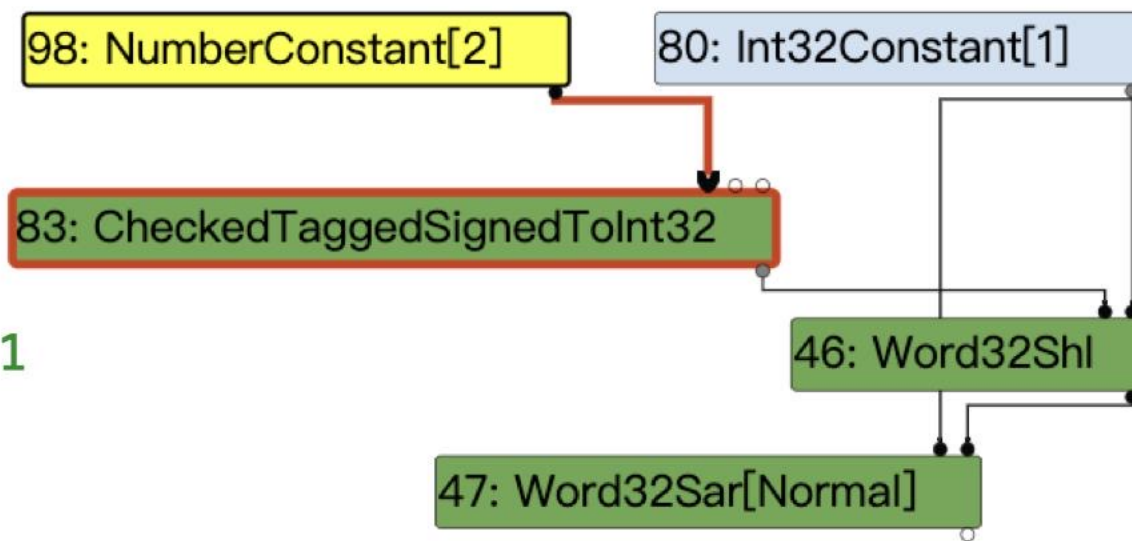 98: NumberConstant[2]
80: Int32Constant[1]
83: CheckedTaggedSignedToInt32
1
46: Word32Shl
47: Word32Sar[Normal]